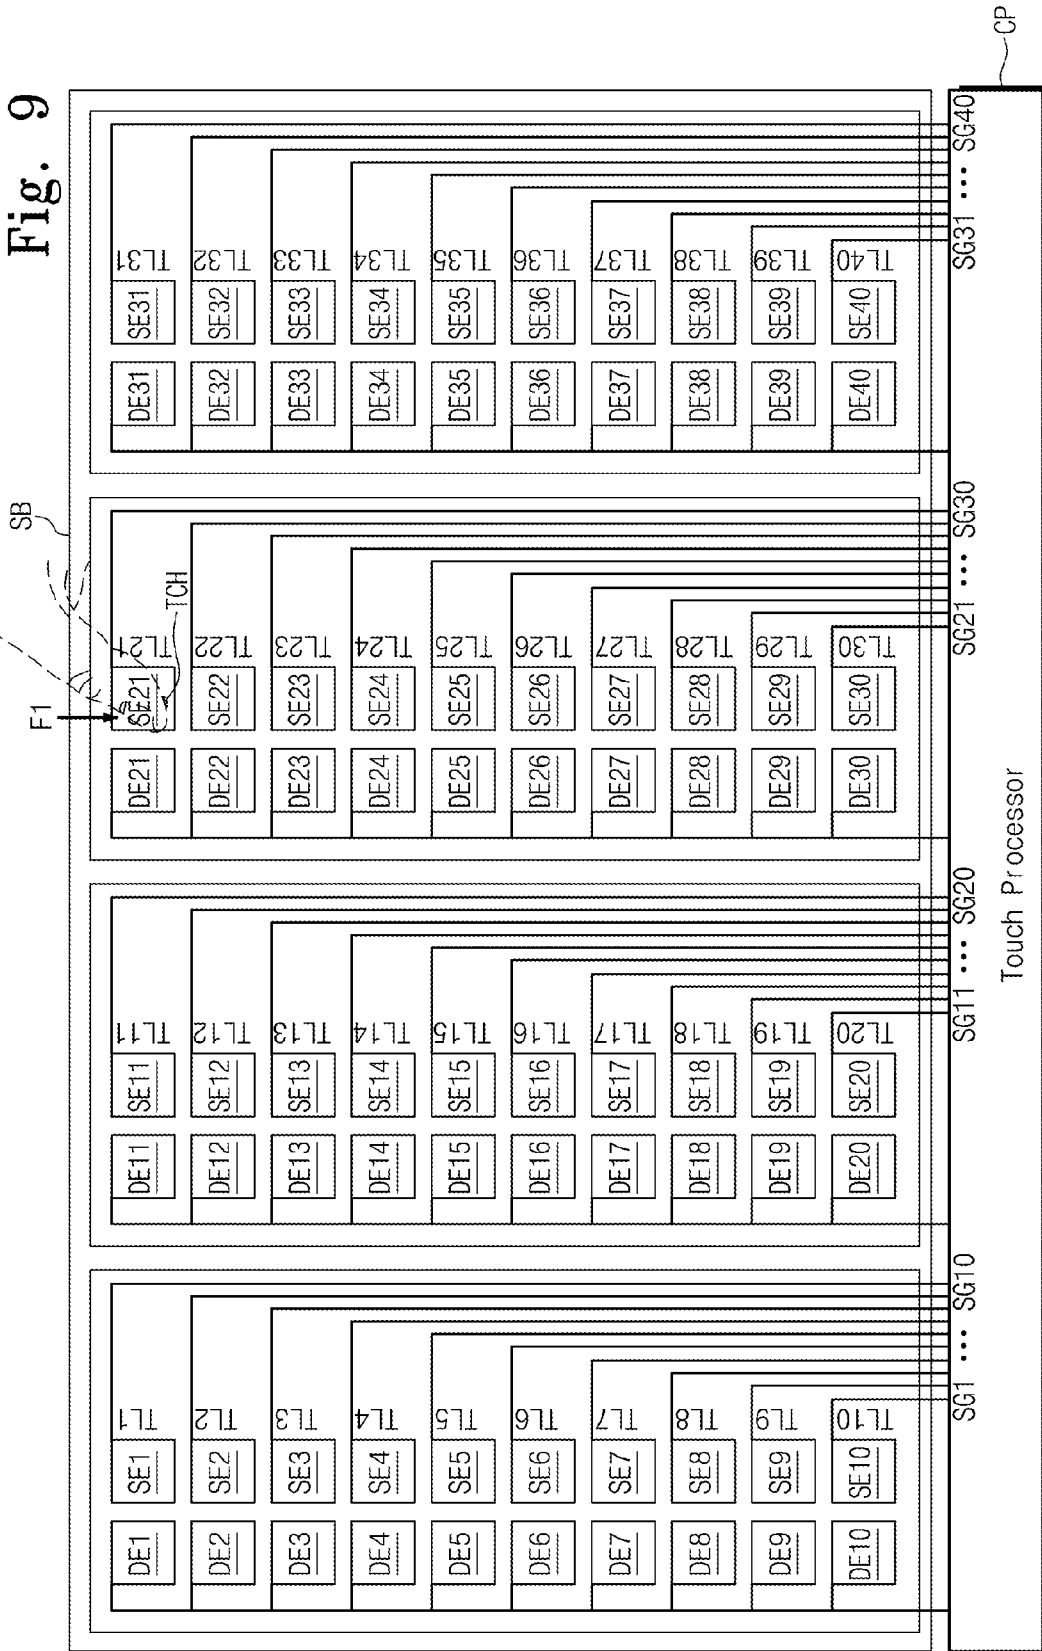 Fig. 9
SB
F1
DE1 SE1 TL1 DE11 SE11 TL11 DE21 SE21 TL21 DE31 SE31 TL31
TCH
DE2 SE2 TL2 DE12 SE12 TL12 DE22 SE22 TL22 DE32 SE32 TL32
DE3 SE3 TL3 DE13 SE13 TL13 DE23 SE23 TL23 DE33 SE33 TL33
DE4 SE4 TL4 DE14 SE14 TL14 DE24 SE24 TL24 DE34 SE34 TL34
DE5 SE5 TL5 DE15 SE15 TL15 DE25 SE25 TL25 DE35 SE35 TL35
DE6 SE6 TL6 DE16 SE16 TL16 DE26 SE26 TL26 DE36 SE36 TL36
DE7 SE7 TL7 DE17 SE17 TL17 DE27 SE27 TL27 DE37 SE37 TL37
DE8 SE8 TL8 DE18 SE18 TL18 DE28 SE28 TL28 DE38 SE38 TL38
DE9 SE9 TL9 DE19 SE19 TL19 DE29 SE29 TL29 DE39 SE39 TL39
DE10 SE10 TL10 DE20 SE20 TL20 DE30 SE30 TL30 DE40 SE40 TL40
SG1 ... SG10 SG11 ... SG20 SG21 ... SG30 SG31 ... SG40
Touch Processor
CP